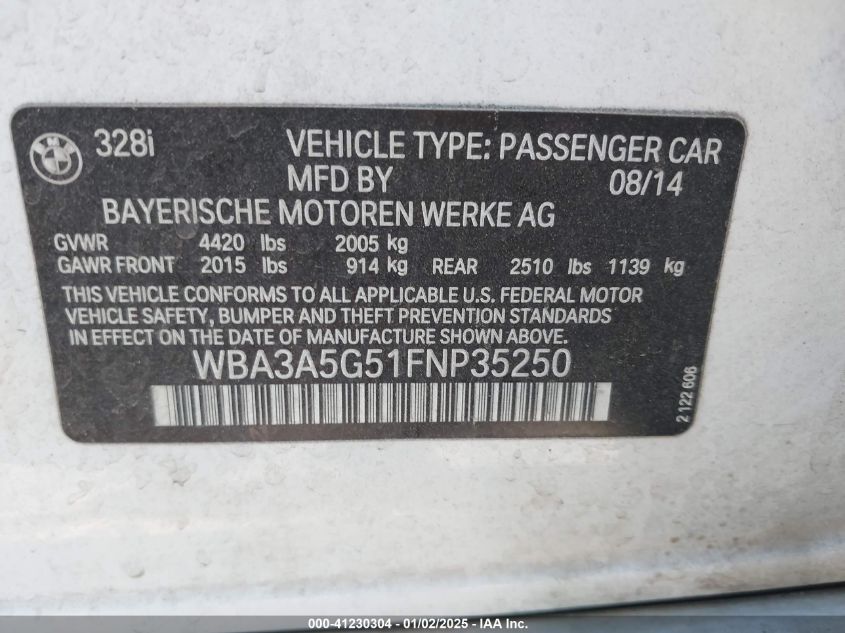 BMW 328i VEHICLE TYPE: PASSENGER CAR
MFD BY 08/14
BAYERISCHE MOTOREN WERKE AG
GVWR 4420 lbs 2005 kg
GAWR FRONT 2015 lbs 914 kg REAR 2510 lbs 1139 kg
THIS VEHICLE CONFORMS TO ALL APPLICABLE U.S. FEDERAL MOTOR
VEHICLE SAFETY, BUMPER AND THEFT PREVENTION STANDARDS
IN EFFECT ON THE DATE OF MANUFACTURE SHOWN ABOVE.
WBA3A5G51FNP35250
2 122 606
000-41230304 - 01/02/2025 - IAA Inc.